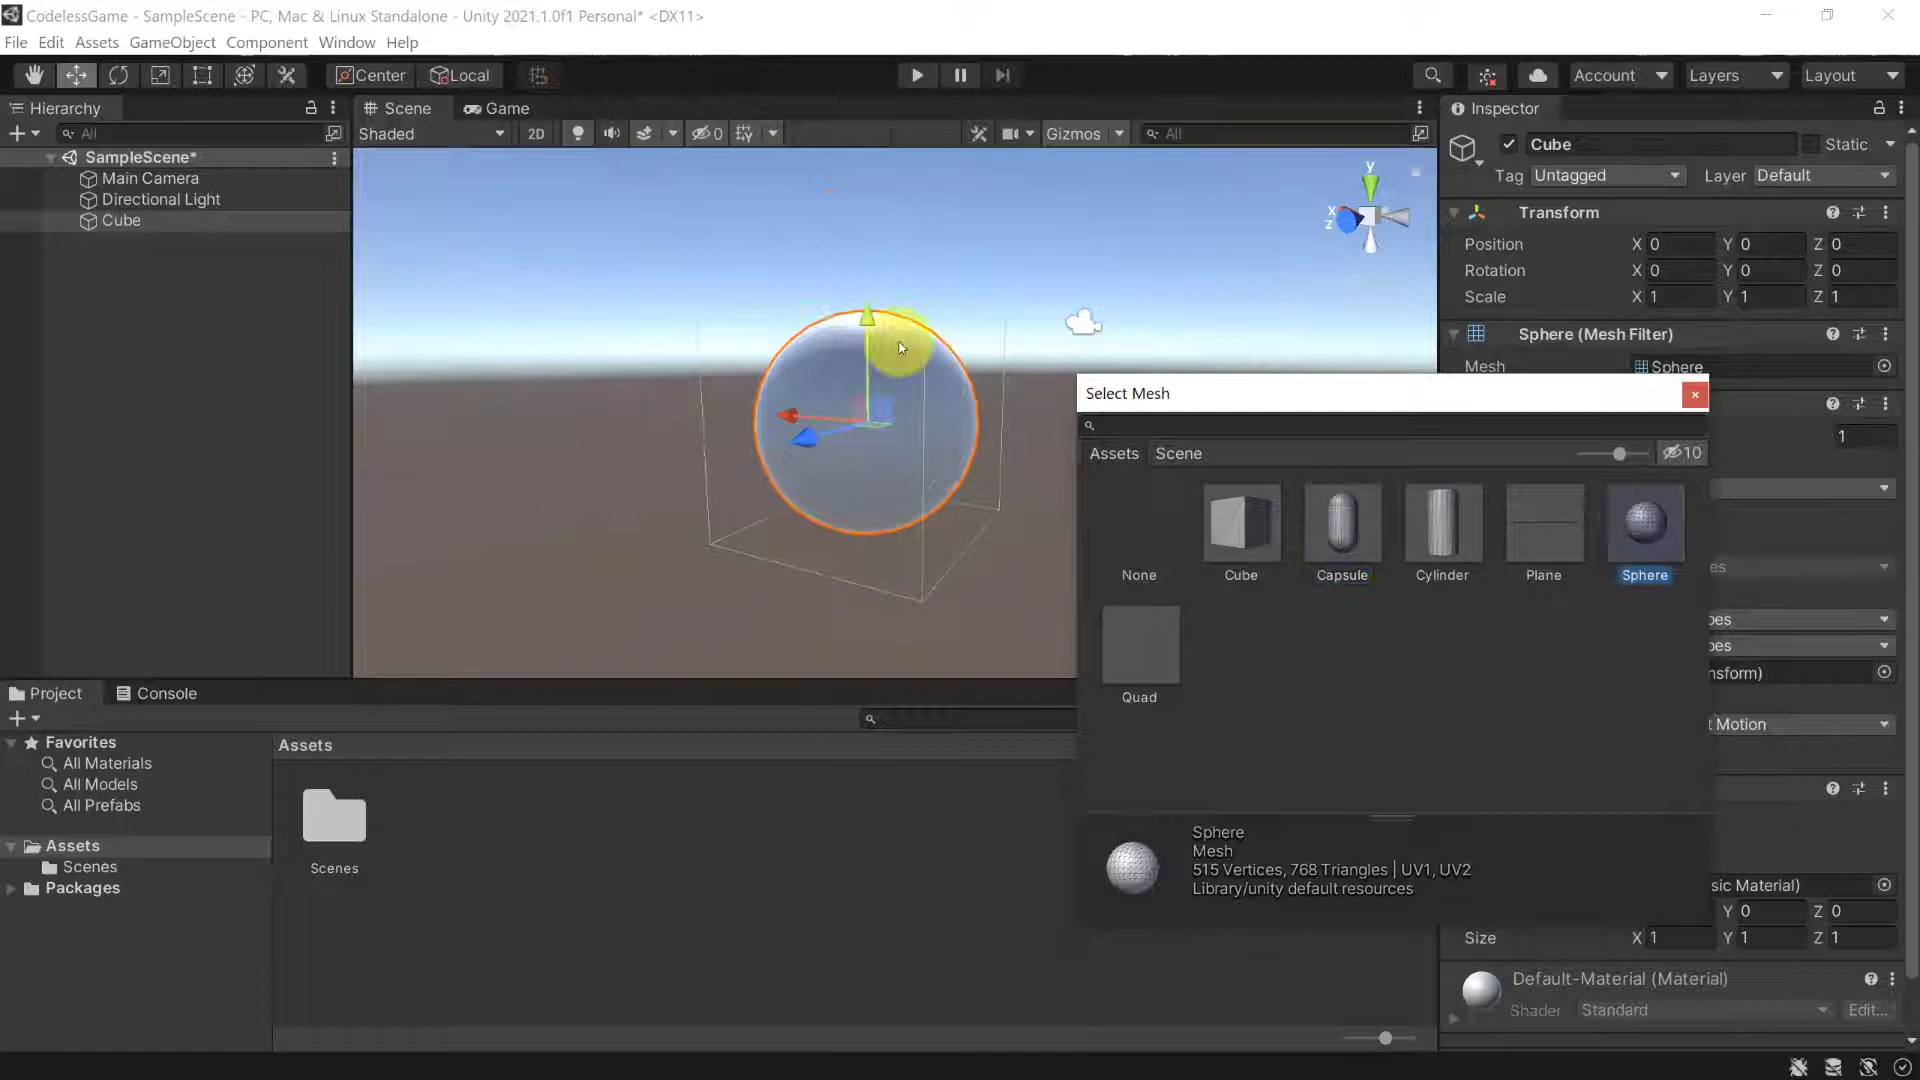 CodelessGame - SampleScene - PC, Mac & Linux Standalone - Unity 2021.1.0f1 Personal* <DX11>
File Edit Assets GameObject Component Window Help
Center Local Account Layers Layout
Hierarchy Scene Game Inspector
All Shaded 2D 0 Gizmos All
Cube Static
SampleScene*
Tag Untagged Layer Default
Main Camera
Directional Light
Cube
Transform
Position X 0 Y 0 Z 0
Rotation X 0 Y 0 Z 0
Scale X 1 Y 1 Z 1
y
x
z
Sphere (Mesh Filter)
Mesh Sphere
Select Mesh
1
Assets Scene 10
None Cube Capsule Cylinder Plane Sphere
es
pes
pes
nsform)
Quad
t Motion
Project Console
Favorites
All Materials
All Models
All Prefabs
Assets
Scenes
Packages
Assets
Scenes
Sphere
Mesh
515 Vertices, 768 Triangles | UV1, UV2
Library/unity default resources
sic Material)
Y 0 Z 0
Size X 1 Y 1 Z 1
Default-Material (Material)
Shader Standard Edit...